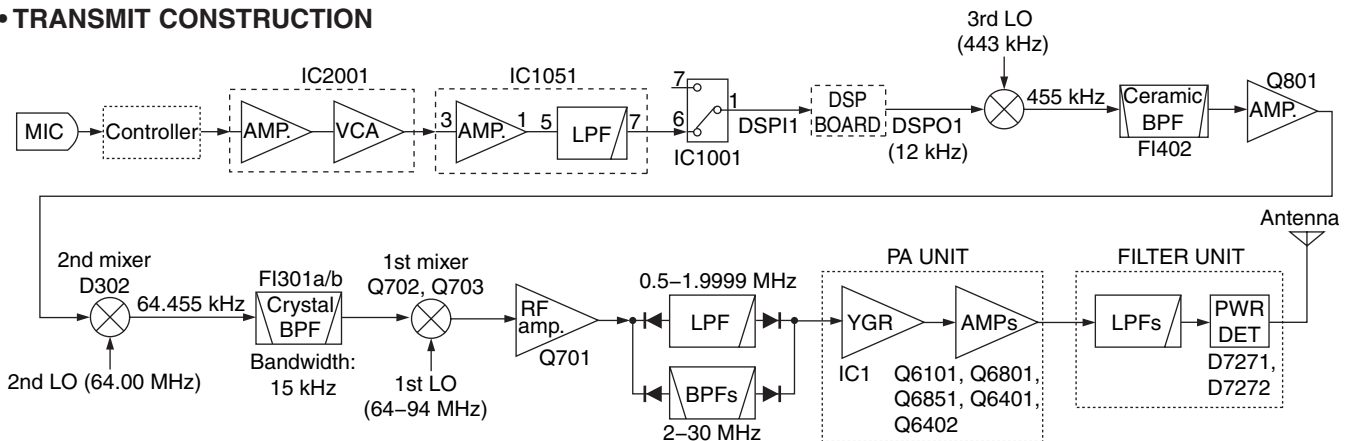 • TRANSMIT CONSTRUCTION
3rd LO
(443 kHz)
IC2001
IC1051
7
Q801
MIC
Controller
AMP.
VCA
3
AMP.
1
5
LPF
7
6
1
IC1001
DSPI1
DSP
BOARD
DSPO1
(12 kHz)
455 kHz
Ceramic
BPF
FI402
AMP.
Antenna
2nd mixer
D302
64.455 kHz
2nd LO (64.00 MHz)
FI301a/b
Crystal
BPF
Bandwidth:
15 kHz
1st mixer
Q702, Q703
1st LO
(64–94 MHz)
RF
amp.
Q701
0.5–1.9999 MHz
LPF
BPFs
2–30 MHz
PA UNIT
YGR
IC1
AMPs
Q6101, Q6801,
Q6851, Q6401,
Q6402
FILTER UNIT
LPFs
PWR
DET
D7271,
D7272